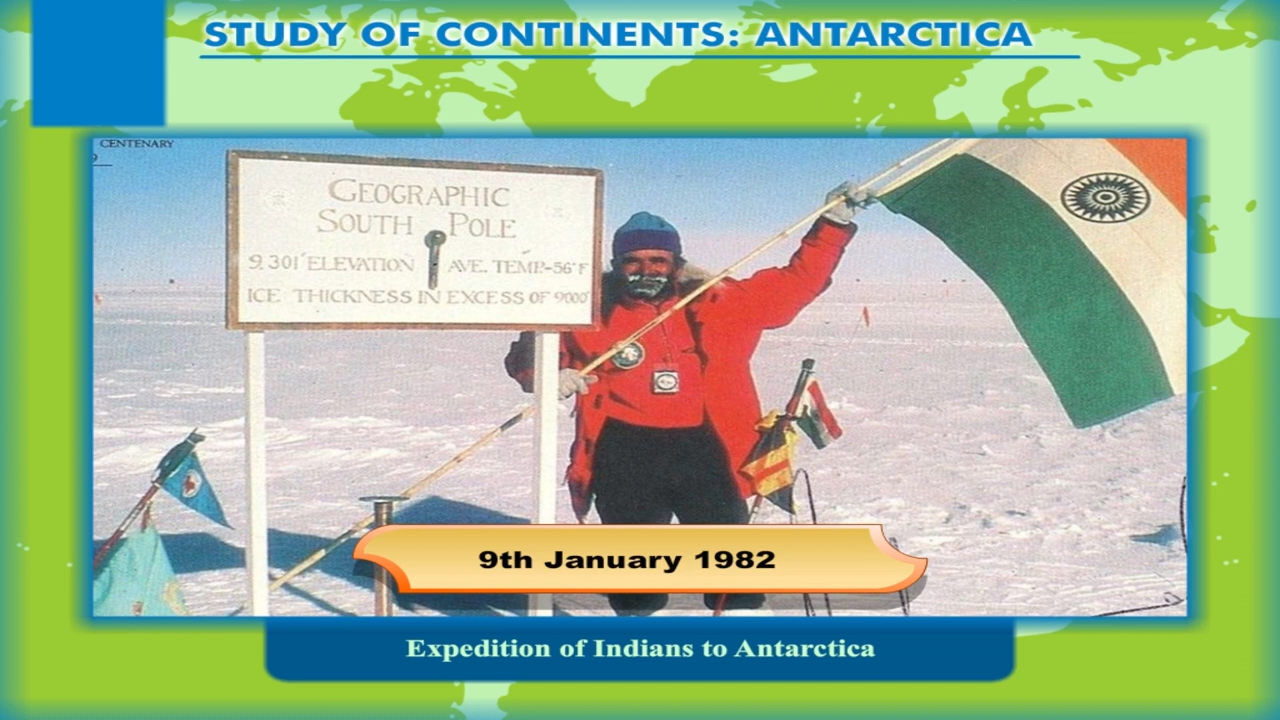 STUDY OF CONTINENTS: ANTARCTICA
CENTENARY
9
GEOGRAPHIC
SOUTH POLE
9,301' ELEVATION AVE. TEMP-56°F
ICE THICKNESS IN EXCESS OF 9000'
9th January 1982
Expedition of Indians to Antarctica